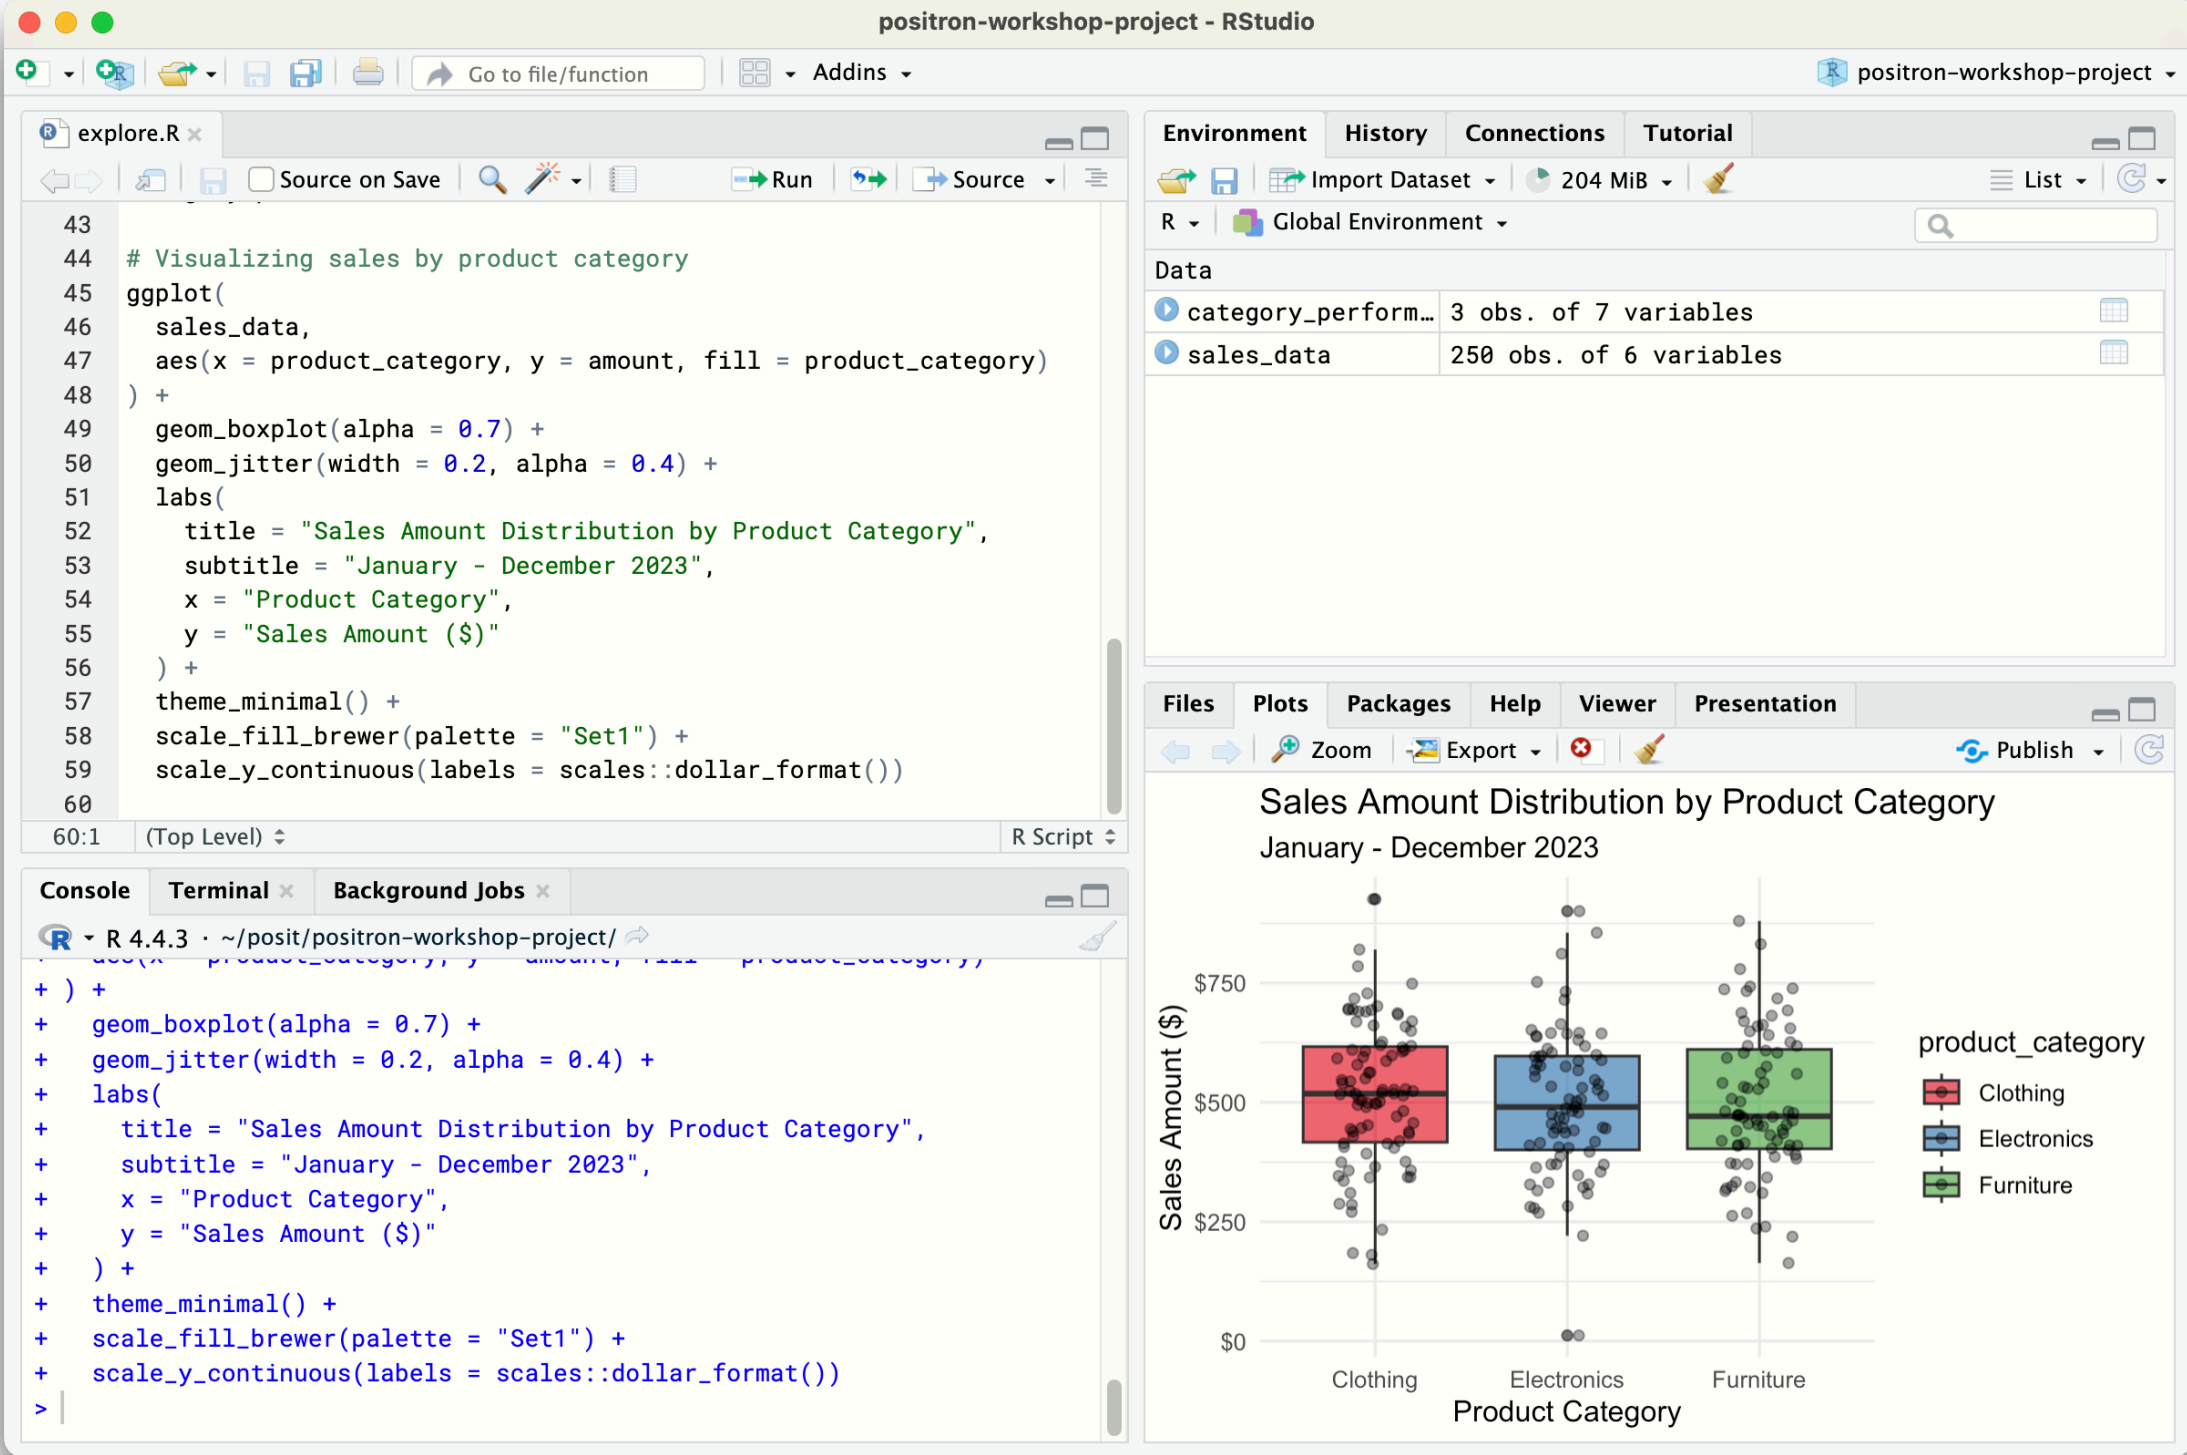 positron-workshop-project - RStudio
Go to file/function
Addins
positron-workshop-project
explore.R
Source on Save
Run
Source
43
44 # Visualizing sales by product category
45 ggplot(
46   sales_data,
47   aes(x = product_category, y = amount, fill = product_category)
48 ) +
49   geom_boxplot(alpha = 0.7) +
50   geom_jitter(width = 0.2, alpha = 0.4) +
51   labs(
52     title = "Sales Amount Distribution by Product Category",
53     subtitle = "January - December 2023",
54     x = "Product Category",
55     y = "Sales Amount ($)"
56   ) +
57   theme_minimal() +
58   scale_fill_brewer(palette = "Set1") +
59   scale_y_continuous(labels = scales::dollar_format())
60
60:1 (Top Level) R Script
Console Terminal Background Jobs
R 4.4.3 · ~/posit/positron-workshop-project/
+   aes(x = product_category, y = amount, fill = product_category)
+ ) +
+   geom_boxplot(alpha = 0.7) +
+   geom_jitter(width = 0.2, alpha = 0.4) +
+   labs(
+     title = "Sales Amount Distribution by Product Category",
+     subtitle = "January - December 2023",
+     x = "Product Category",
+     y = "Sales Amount ($)"
+   ) +
+   theme_minimal() +
+   scale_fill_brewer(palette = "Set1") +
+   scale_y_continuous(labels = scales::dollar_format())
>
Environment History Connections Tutorial
Import Dataset 204 MiB List
R Global Environment
Data
category_perform… 3 obs. of 7 variables
sales_data 250 obs. of 6 variables
Files Plots Packages Help Viewer Presentation
Zoom Export Publish
Sales Amount Distribution by Product Category
January - December 2023
Sales Amount ($)
$750
$500
$250
$0
Clothing Electronics Furniture
Product Category
product_category
Clothing
Electronics
Furniture